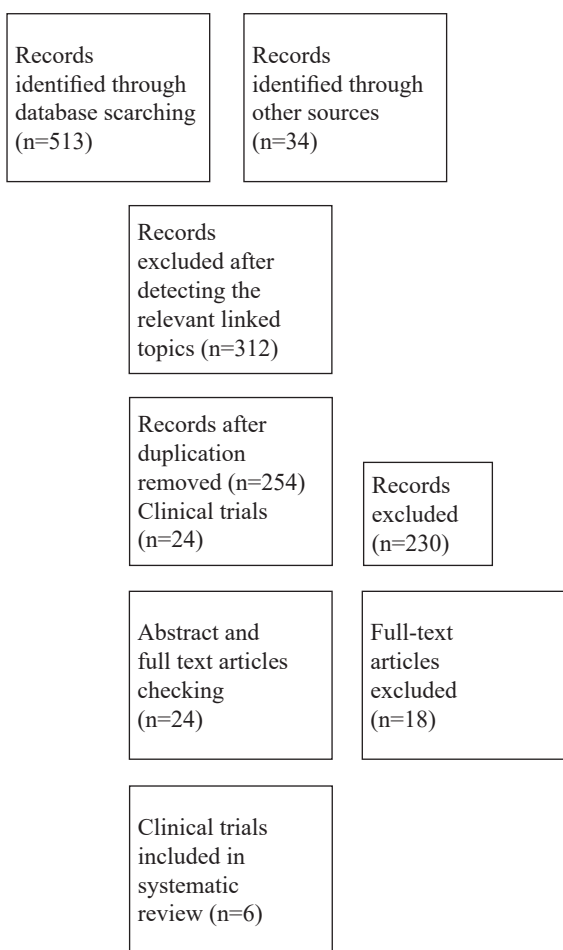 Records
identified through
database searching
(n=513)
Records
identified through
other sources
(n=34)
Records
excluded after
detecting the
relevant linked
topics (n=312)
Records after
duplication
removed (n=254)
Clinical trials
(n=24)
Records
excluded
(n=230)
Abstract and
full text articles
checking
(n=24)
Full-text
articles
excluded
(n=18)
Clinical trials
included in
systematic
review (n=6)